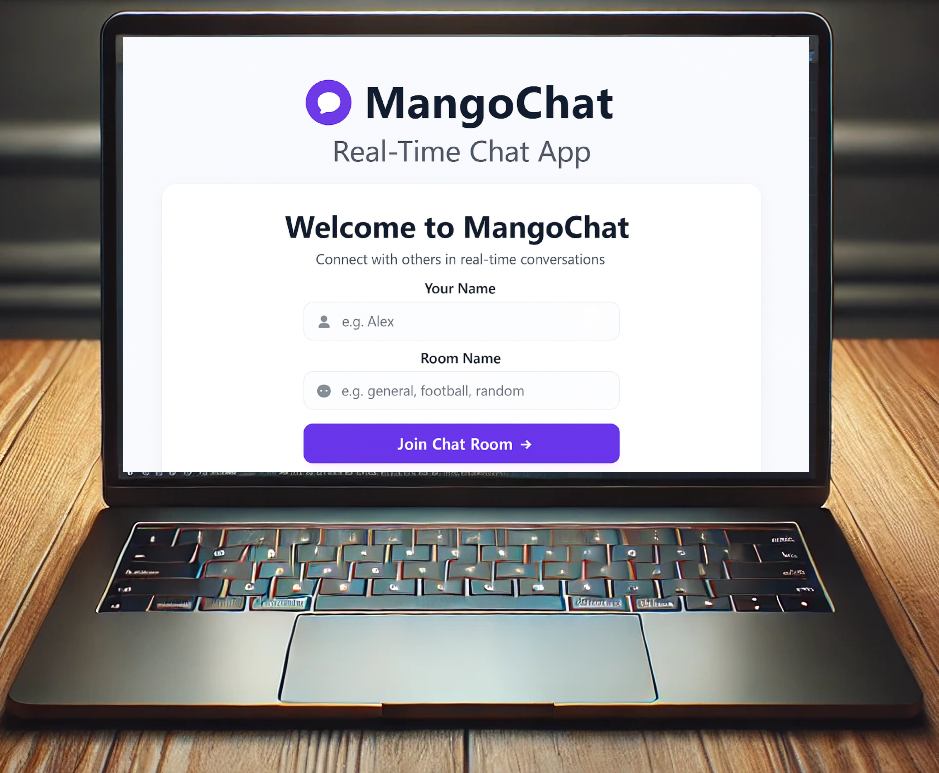 MangoChat
Real-Time Chat App
Welcome to MangoChat
Connect with others in real-time conversations
Your Name
e.g. Alex
Room Name
e.g. general, football, random
Join Chat Room →